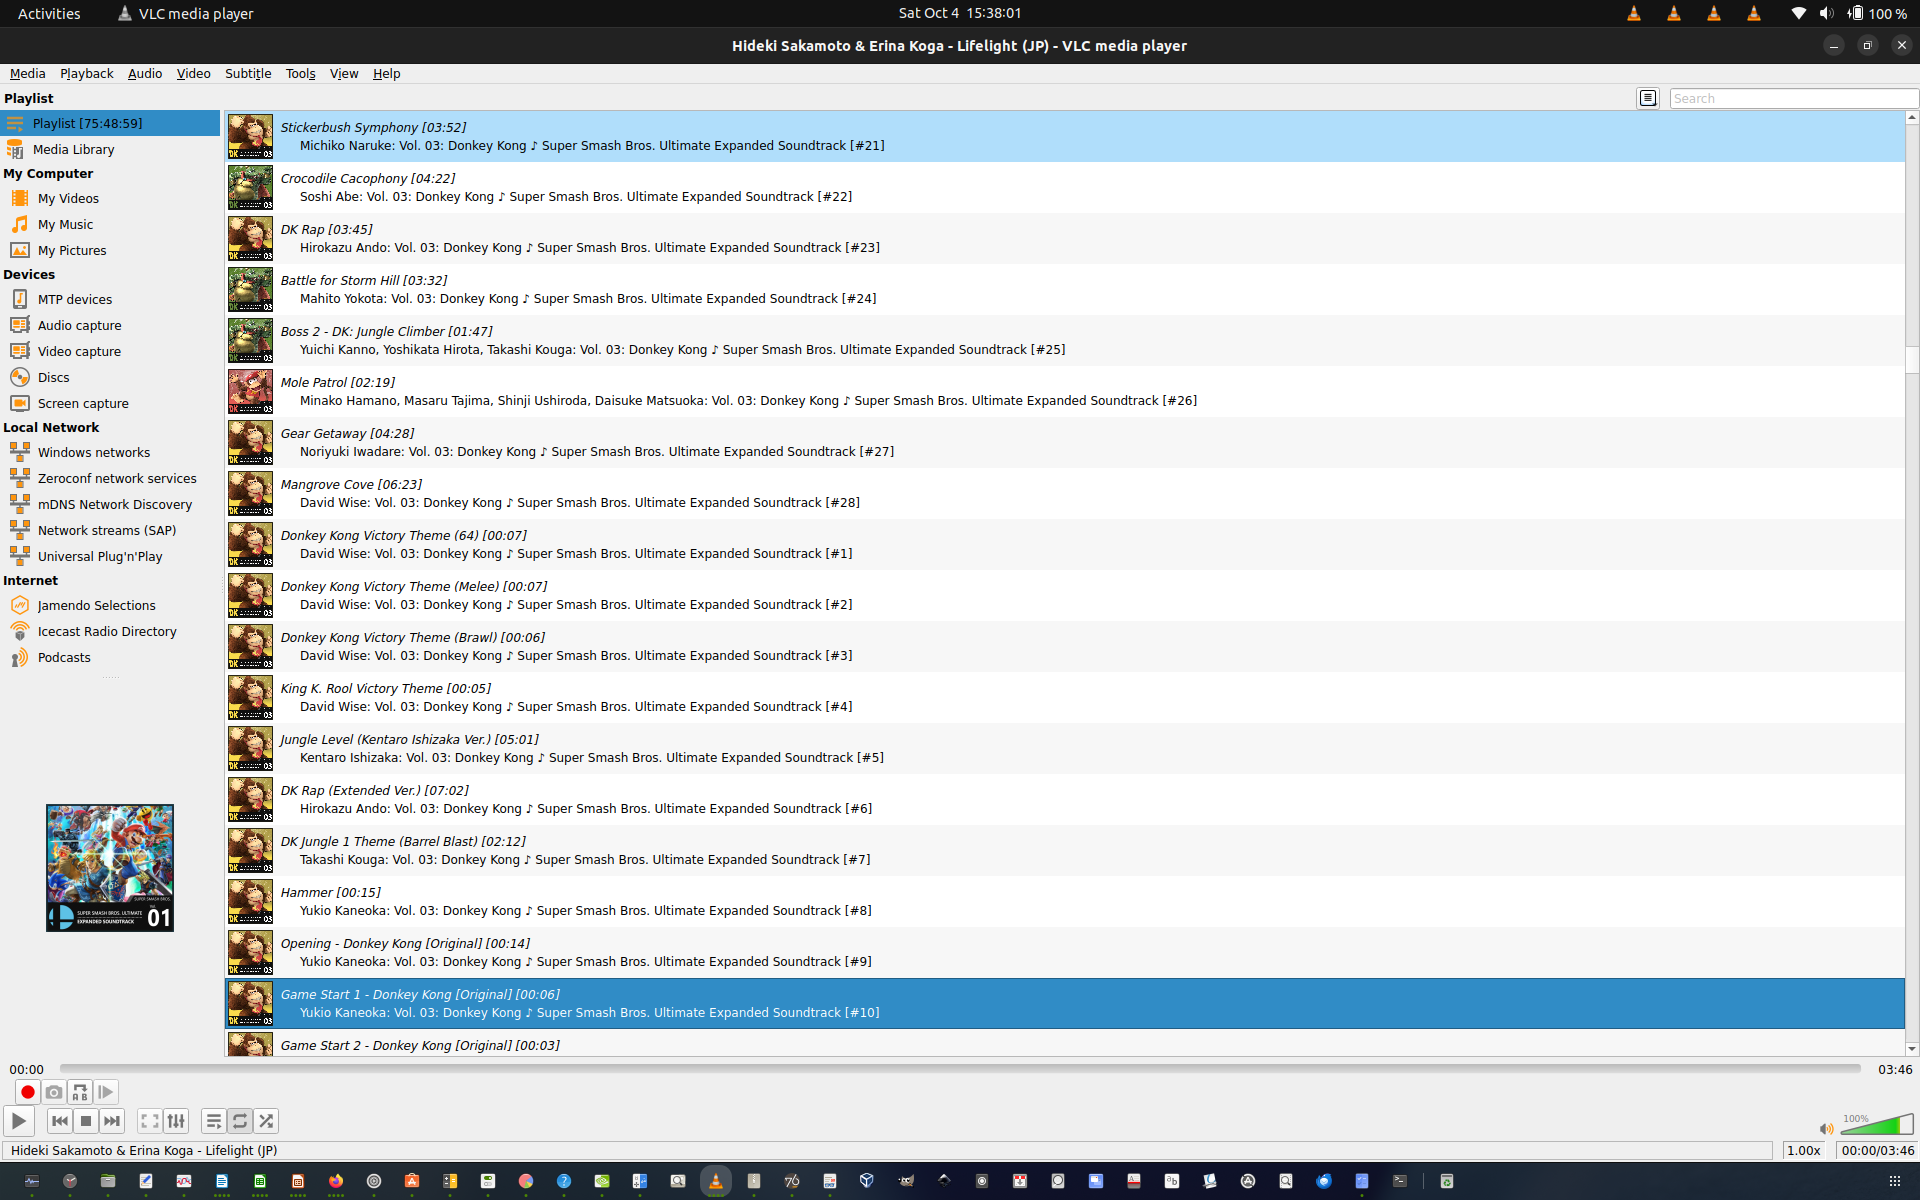 Activities
VLC media player
Sat Oct 4 15:38:01
100 %
Hideki Sakamoto & Erina Koga - Lifelight (JP) - VLC media player
Media Playback Audio Video Subtitle Tools View Help
Playlist
Search
Playlist [75:48:59]
Media Library
My Computer
My Videos
My Music
My Pictures
Devices
MTP devices
Audio capture
Video capture
Discs
Screen capture
Local Network
Windows networks
Zeroconf network services
mDNS Network Discovery
Network streams (SAP)
Universal Plug'n'Play
Internet
Jamendo Selections
Icecast Radio Directory
Podcasts
SUPER SMASH BROS. ULTIMATE
EXPANDED SOUNDTRACK
01
Stickerbush Symphony [03:52]
Michiko Naruke: Vol. 03: Donkey Kong ♪ Super Smash Bros. Ultimate Expanded Soundtrack [#21]
Crocodile Cacophony [04:22]
Soshi Abe: Vol. 03: Donkey Kong ♪ Super Smash Bros. Ultimate Expanded Soundtrack [#22]
DK Rap [03:45]
Hirokazu Ando: Vol. 03: Donkey Kong ♪ Super Smash Bros. Ultimate Expanded Soundtrack [#23]
Battle for Storm Hill [03:32]
Mahito Yokota: Vol. 03: Donkey Kong ♪ Super Smash Bros. Ultimate Expanded Soundtrack [#24]
Boss 2 - DK: Jungle Climber [01:47]
Yuichi Kanno, Yoshikata Hirota, Takashi Kouga: Vol. 03: Donkey Kong ♪ Super Smash Bros. Ultimate Expanded Soundtrack [#25]
Mole Patrol [02:19]
Minako Hamano, Masaru Tajima, Shinji Ushiroda, Daisuke Matsuoka: Vol. 03: Donkey Kong ♪ Super Smash Bros. Ultimate Expanded Soundtrack [#26]
Gear Getaway [04:28]
Noriyuki Iwadare: Vol. 03: Donkey Kong ♪ Super Smash Bros. Ultimate Expanded Soundtrack [#27]
Mangrove Cove [06:23]
David Wise: Vol. 03: Donkey Kong ♪ Super Smash Bros. Ultimate Expanded Soundtrack [#28]
Donkey Kong Victory Theme (64) [00:07]
David Wise: Vol. 03: Donkey Kong ♪ Super Smash Bros. Ultimate Expanded Soundtrack [#1]
Donkey Kong Victory Theme (Melee) [00:07]
David Wise: Vol. 03: Donkey Kong ♪ Super Smash Bros. Ultimate Expanded Soundtrack [#2]
Donkey Kong Victory Theme (Brawl) [00:06]
David Wise: Vol. 03: Donkey Kong ♪ Super Smash Bros. Ultimate Expanded Soundtrack [#3]
King K. Rool Victory Theme [00:05]
David Wise: Vol. 03: Donkey Kong ♪ Super Smash Bros. Ultimate Expanded Soundtrack [#4]
Jungle Level (Kentaro Ishizaka Ver.) [05:01]
Kentaro Ishizaka: Vol. 03: Donkey Kong ♪ Super Smash Bros. Ultimate Expanded Soundtrack [#5]
DK Rap (Extended Ver.) [07:02]
Hirokazu Ando: Vol. 03: Donkey Kong ♪ Super Smash Bros. Ultimate Expanded Soundtrack [#6]
DK Jungle 1 Theme (Barrel Blast) [02:12]
Takashi Kouga: Vol. 03: Donkey Kong ♪ Super Smash Bros. Ultimate Expanded Soundtrack [#7]
Hammer [00:15]
Yukio Kaneoka: Vol. 03: Donkey Kong ♪ Super Smash Bros. Ultimate Expanded Soundtrack [#8]
Opening - Donkey Kong [Original] [00:14]
Yukio Kaneoka: Vol. 03: Donkey Kong ♪ Super Smash Bros. Ultimate Expanded Soundtrack [#9]
Game Start 1 - Donkey Kong [Original] [00:06]
Yukio Kaneoka: Vol. 03: Donkey Kong ♪ Super Smash Bros. Ultimate Expanded Soundtrack [#10]
Game Start 2 - Donkey Kong [Original] [00:03]
00:00
03:46
100%
Hideki Sakamoto & Erina Koga - Lifelight (JP)
1.00x
00:00/03:46